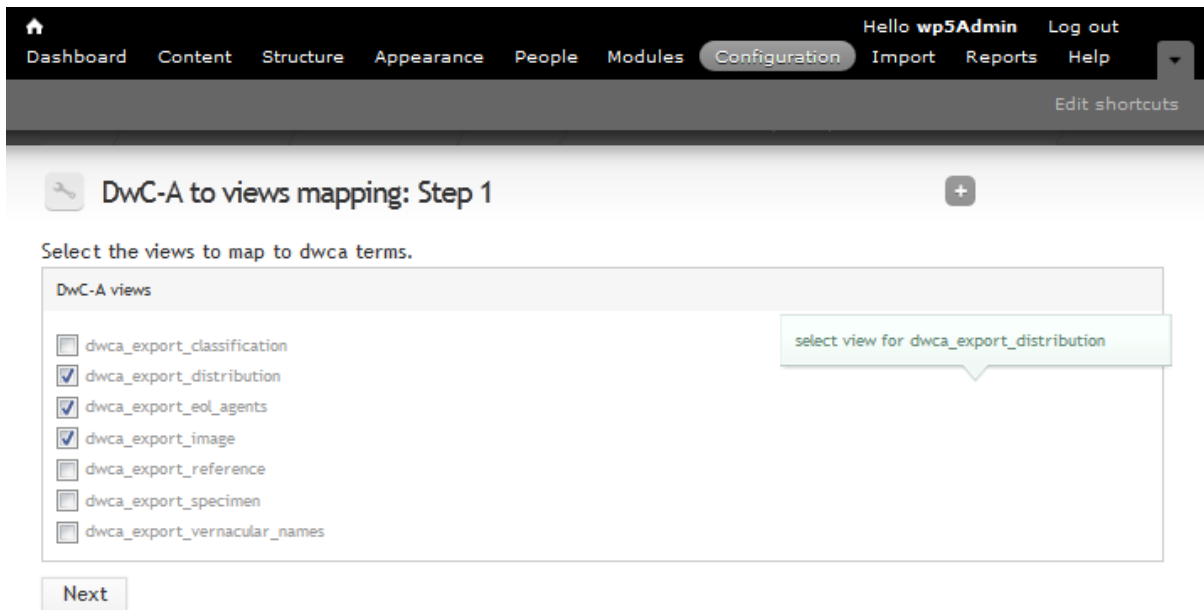 Hello wp5Admin Log out
Dashboard Content Structure Appearance People Modules Configuration Import Reports Help
Edit shortcuts
DwC-A to views mapping: Step 1
Select the views to map to dwca terms.
DwC-A views
dwca_export_classification
select view for dwca_export_distribution
dwca_export_distribution
dwca_export_eol_agents
dwca_export_image
dwca_export_reference
dwca_export_specimen
dwca_export_vernacular_names
Next